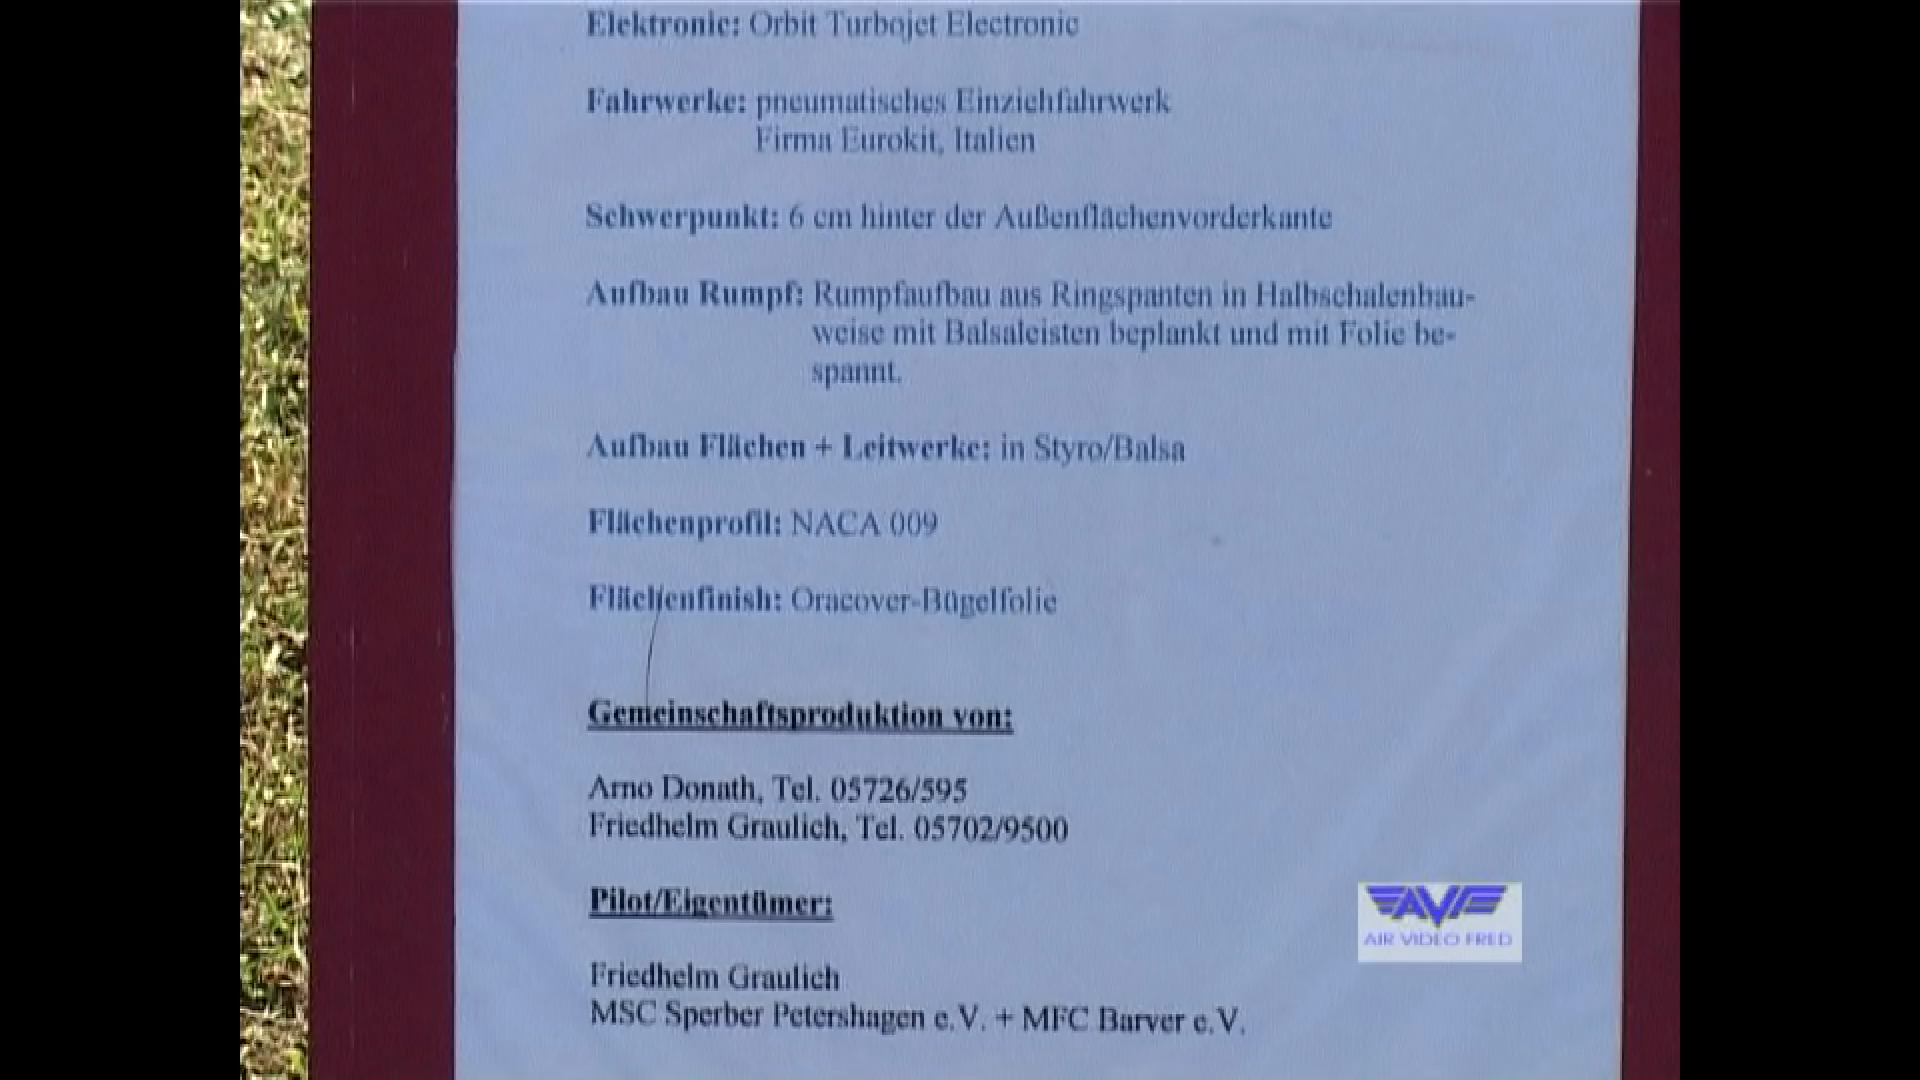 Elektronic: Orbit Turbojet Electronic
Fahrwerke: pneumatisches Einziehfahrwerk
Firma Eurokit, Italien
Schwerpunkt: 6 cm hinter der Außenflächenvorderkante
Aufbau Rumpf: Rumpfaufbau aus Ringspanten in Halbschalenbau-
weise mit Balsaleisten beplankt und mit Folie be-
spannt.
Aufbau Flächen + Leitwerke: in Styro/Balsa
Flächenprofil: NACA 009
Flächenfinish: Oracover-Bügelfolie
Gemeinschaftsproduktion von:
Arno Donath, Tel. 05726/595
Friedhelm Graulich, Tel. 05702/9500
Pilot/Eigentümer:
AVF
AIR VIDEO FRED
Friedhelm Graulich
MSC Sperber Petershagen e.V. + MFC Barver e.V.